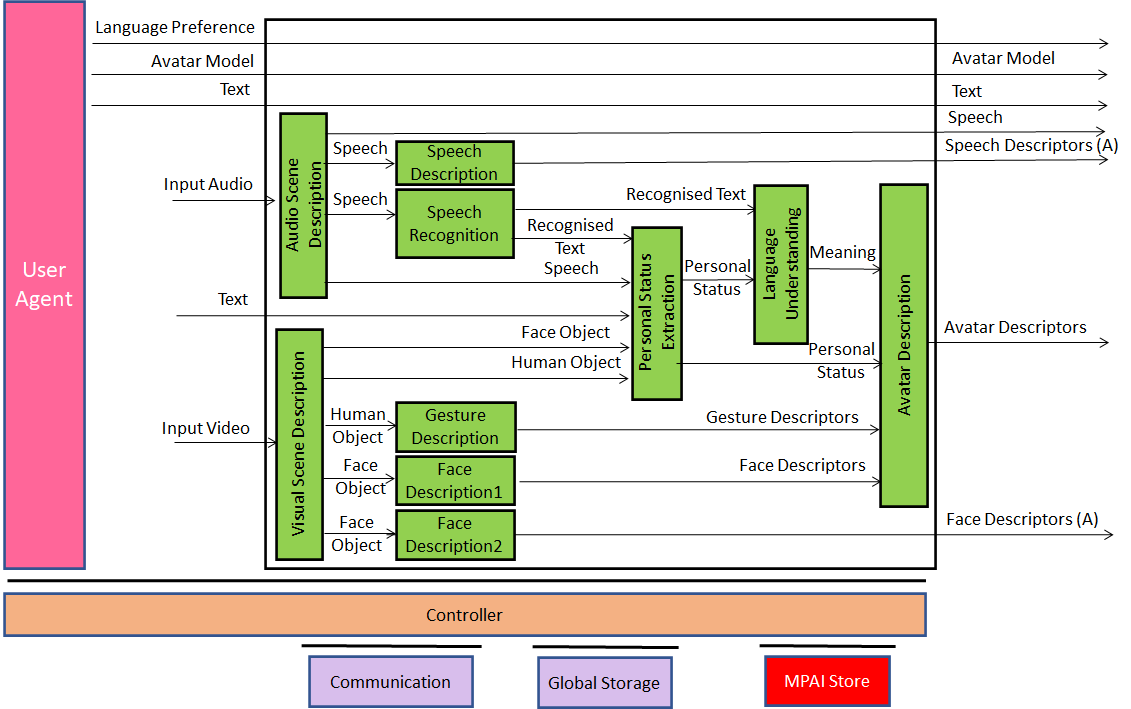 Language Preference
Avatar Model
Avatar Model
Text
Text
Speech
Speech Descriptors (A)
Speech
Speech
Description
Input Audio
Audio Scene
Description
Speech
Speech
Recognition
Recognised Text
Recognised
Text
Speech
Personal Status
Extraction
Personal
Status
Language
Understanding
Meaning
User
Agent
Text
Face Object
Human Object
Personal
Status
Avatar Description
Avatar Descriptors
Input Video
Visual Scene Description
Human
Object
Gesture
Description
Gesture Descriptors
Face
Object
Face
Description1
Face Descriptors
Face
Object
Face
Description2
Face Descriptors (A)
Controller
Communication
Global Storage
MPAI Store